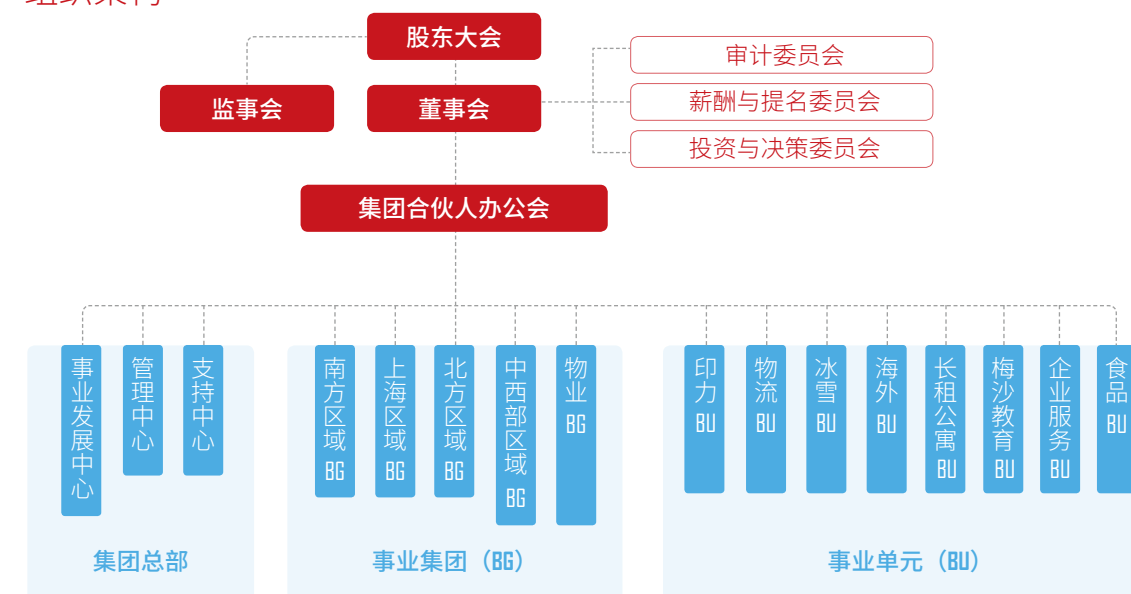 组织架构
股东大会
监事会
董事会
审计委员会
薪酬与提名委员会
投资与决策委员会
集团合伙人办公会
事业发展中心
管理中心
支持中心
集团总部
南方区域BG
上海区域BG
北方区域BG
中西部区域BG
物业BG
事业集团（BG）
印力BU
物流BU
冰雪BU
海外BU
长租公寓BU
梅沙教育BU
企业服务BU
食品BU
事业单元（BU）